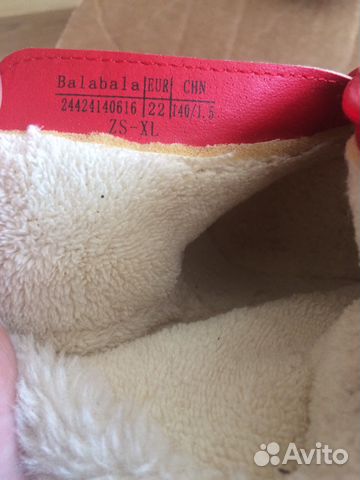 Balabala EUR CHN
24424140616 22 140/1.5
ZS-XL
Avito